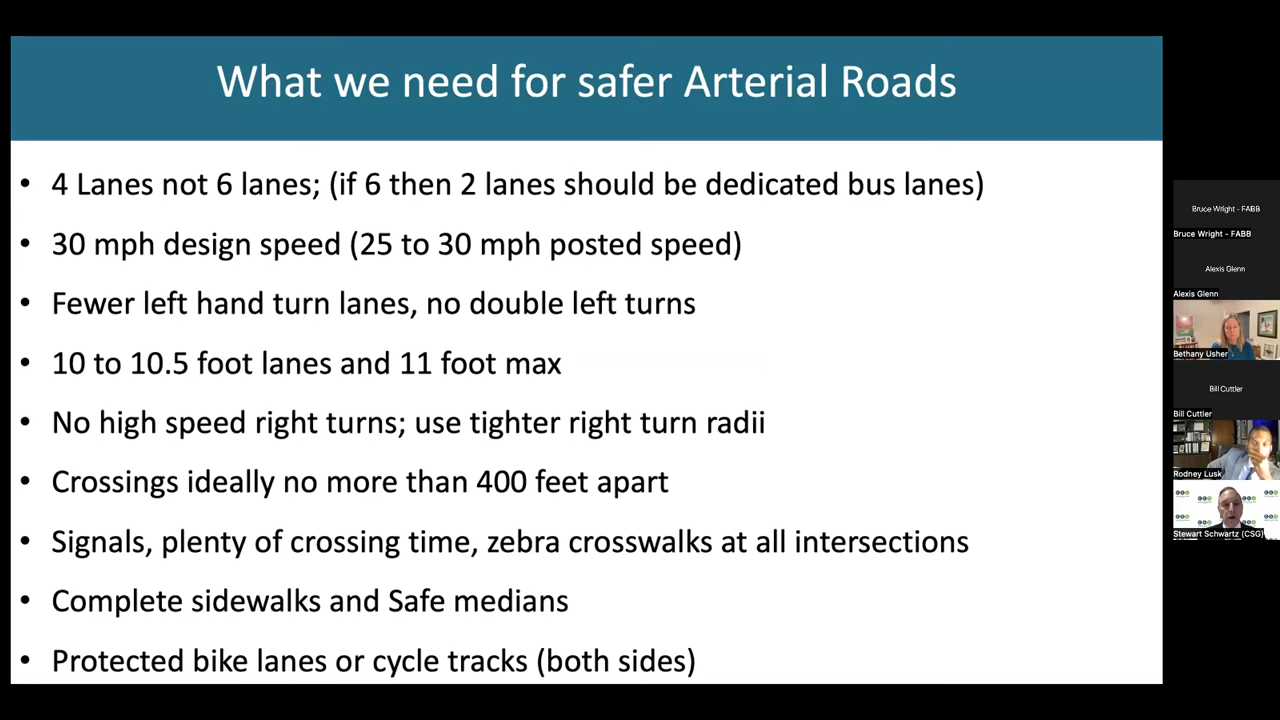 What we need for safer Arterial Roads
• 4 Lanes not 6 lanes; (if 6 then 2 lanes should be dedicated bus lanes)
• 30 mph design speed (25 to 30 mph posted speed)
• Fewer left hand turn lanes, no double left turns
• 10 to 10.5 foot lanes and 11 foot max
• No high speed right turns; use tighter right turn radii
• Crossings ideally no more than 400 feet apart
• Signals, plenty of crossing time, zebra crosswalks at all intersections
• Complete sidewalks and Safe medians
• Protected bike lanes or cycle tracks (both sides)
Bruce Wright - FABB
Bruce Wright - FABB
Alexis Glenn
Alexis Glenn
Bethany Usher
Bill Cuttler
Bill Cuttler
Rodney Lusk
Stewart Schwartz (CSG)